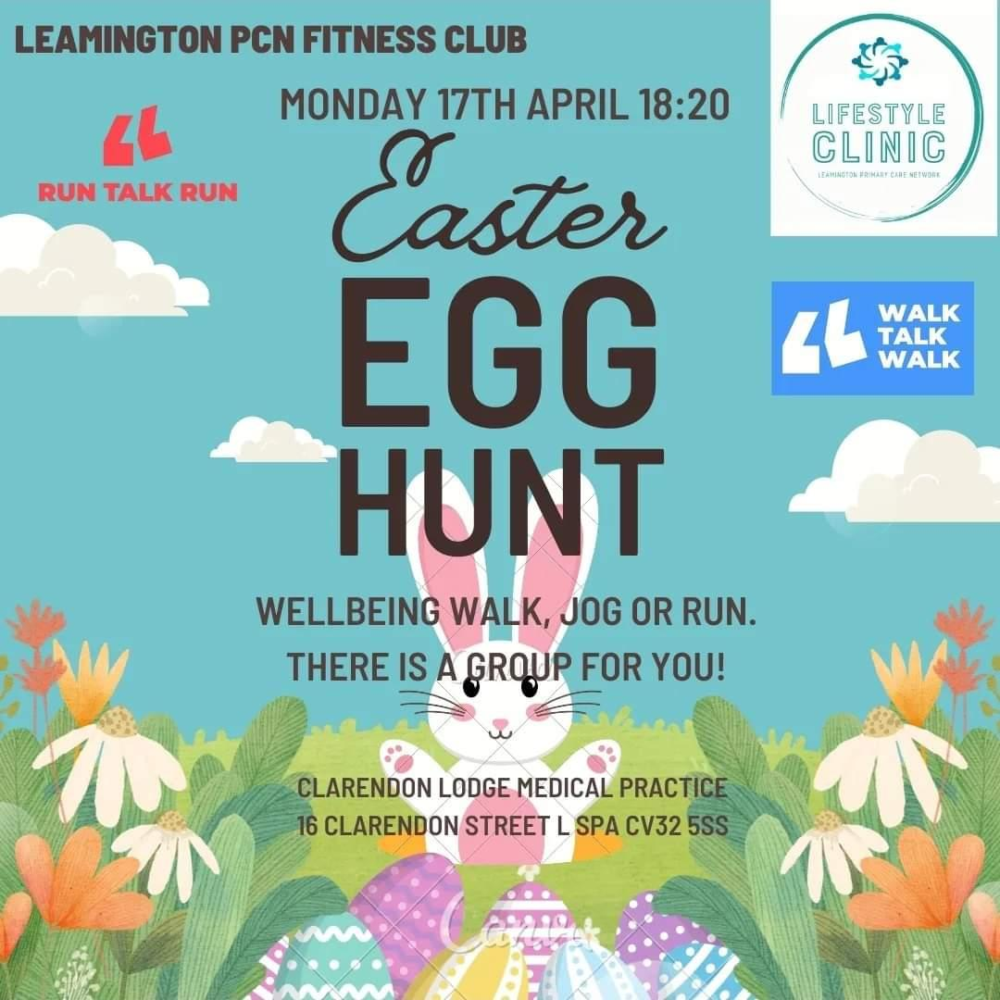 LEAMINGTON PCN FITNESS CLUB
MONDAY 17TH APRIL 18:20
LIFESTYLE
CLINIC
LEAMINGTON PRIMARY CARE NETWORK
RUN TALK RUN
Easter
EGG
HUNT
WALK
TALK
WALK
WELLBEING WALK, JOG OR RUN.
THERE IS A GROUP FOR YOU!
CLARENDON LODGE MEDICAL PRACTICE
16 CLARENDON STREET L SPA CV32 5SS
Canva